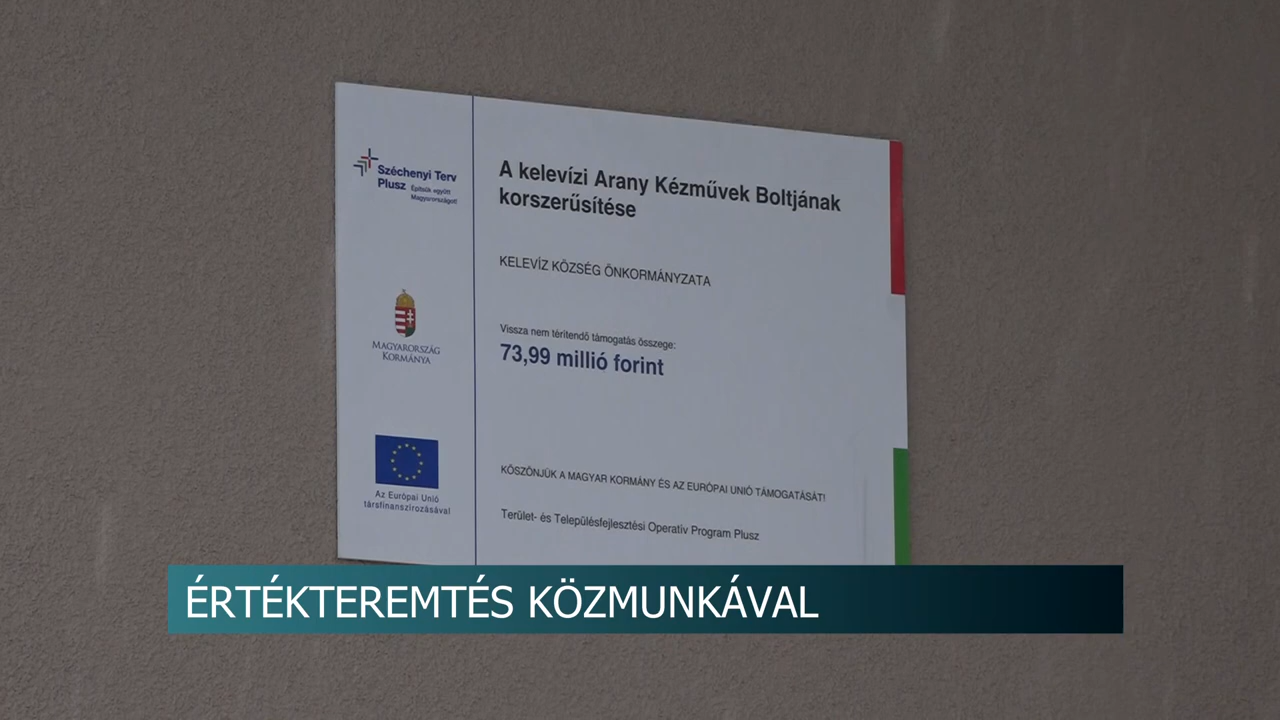 Széchenyi Terv
Plusz Építsük együtt
Magyarországot!
MAGYARORSZÁG
KORMÁNYA
Az Európai Unió
társfinanszírozásával
A kelevízi Arany Kézművek Boltjának
korszerűsítése
KELEVÍZ KÖZSÉG ÖNKORMÁNYZATA
Vissza nem térítendő támogatás összege:
73,99 millió forint
KÖSZÖNJÜK A MAGYAR KORMÁNY ÉS AZ EURÓPAI UNIÓ TÁMOGATÁSÁT!
Terület- és Településfejlesztési Operatív Program Plusz
ÉRTÉKTEREMTÉS KÖZMUNKÁVAL